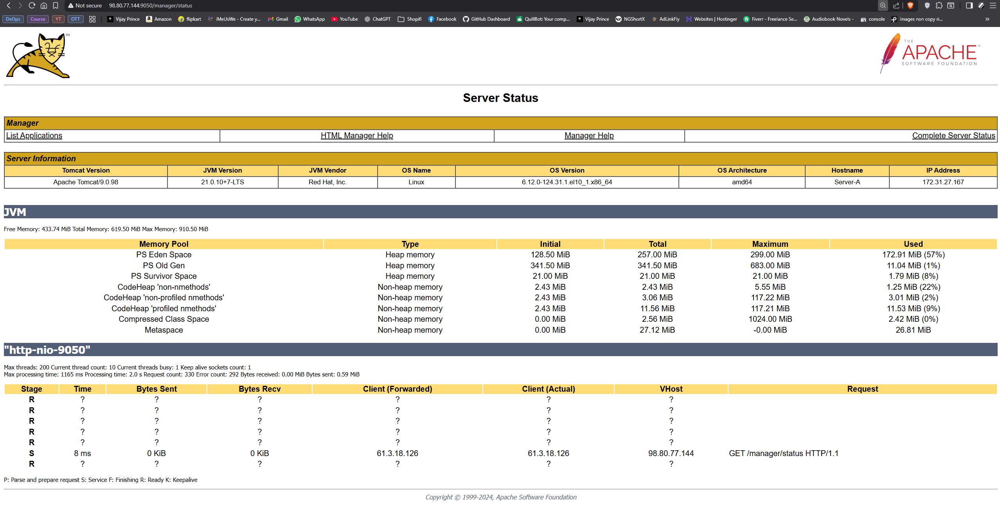 Not secure 98.80.77.144:9050/manager/status
DeOps Cource YT OTT Vijay Prince Amazon flipkart iMeUsWe - Create y... Gmail WhatsApp YouTube ChatGPT Shopifi Facebook GitHub Dashboard QuillBot: Your comp... Vijay Prince NGShortX AdLinkFly Websites | Hostinger Fiverr - Freelance Se... Audiobook Novels - console images non copy ri... »
TM
THE
APACHE®
SOFTWARE FOUNDATION
Server Status
Manager
List Applications HTML Manager Help Manager Help Complete Server Status
Server Information
Tomcat Version JVM Version JVM Vendor OS Name OS Version OS Architecture Hostname IP Address
Apache Tomcat/9.0.98 21.0.10+7-LTS Red Hat, Inc. Linux 6.12.0-124.31.1.el10_1.x86_64 amd64 Server-A 172.31.27.167
JVM
Free Memory: 433.74 MiB Total Memory: 619.50 MiB Max Memory: 910.50 MiB
Memory Pool Type Initial Total Maximum Used
PS Eden Space Heap memory 128.50 MiB 257.00 MiB 299.00 MiB 172.91 MiB (57%)
PS Old Gen Heap memory 341.50 MiB 341.50 MiB 683.00 MiB 11.04 MiB (1%)
PS Survivor Space Heap memory 21.00 MiB 21.00 MiB 21.00 MiB 1.79 MiB (8%)
CodeHeap 'non-nmethods' Non-heap memory 2.43 MiB 2.43 MiB 5.55 MiB 1.25 MiB (22%)
CodeHeap 'non-profiled nmethods' Non-heap memory 2.43 MiB 3.06 MiB 117.22 MiB 3.01 MiB (2%)
CodeHeap 'profiled nmethods' Non-heap memory 2.43 MiB 11.56 MiB 117.21 MiB 11.53 MiB (9%)
Compressed Class Space Non-heap memory 0.00 MiB 2.56 MiB 1024.00 MiB 2.42 MiB (0%)
Metaspace Non-heap memory 0.00 MiB 27.12 MiB -0.00 MiB 26.81 MiB
"http-nio-9050"
Max threads: 200 Current thread count: 10 Current threads busy: 1 Keep alive sockets count: 1
Max processing time: 1165 ms Processing time: 2.0 s Request count: 330 Error count: 292 Bytes received: 0.00 MiB Bytes sent: 0.59 MiB
Stage Time Bytes Sent Bytes Recv Client (Forwarded) Client (Actual) VHost Request
R ? ? ? ? ? ?
R ? ? ? ? ? ?
R ? ? ? ? ? ?
R ? ? ? ? ? ?
R ? ? ? ? ? ?
S 8 ms 0 KiB 0 KiB 61.3.18.126 61.3.18.126 98.80.77.144 GET /manager/status HTTP/1.1
R ? ? ? ? ? ?
P: Parse and prepare request S: Service F: Finishing R: Ready K: Keepalive
Copyright © 1999-2024, Apache Software Foundation